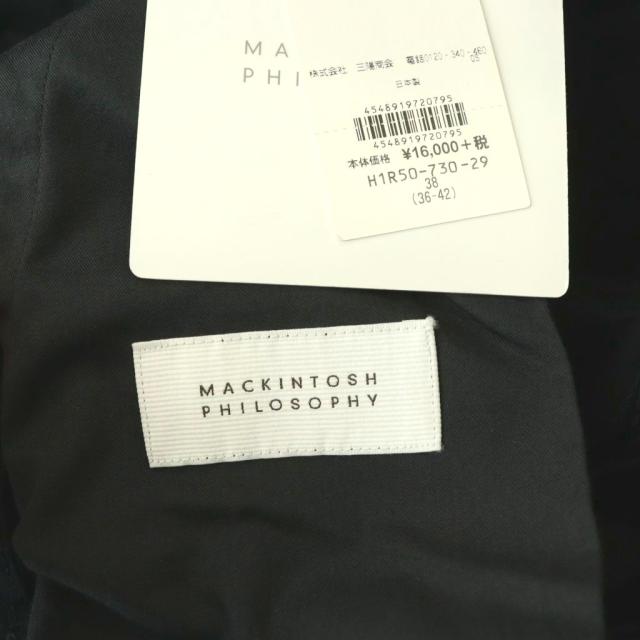 MA
PHI
株式会社 三陽商会 電話0120-340-460
05
日本製
4548919720795
4548919720795
本体価格 ¥16,000+税
H1R50-730-29
38
(36-42)
MACKINTOSH
PHILOSOPHY